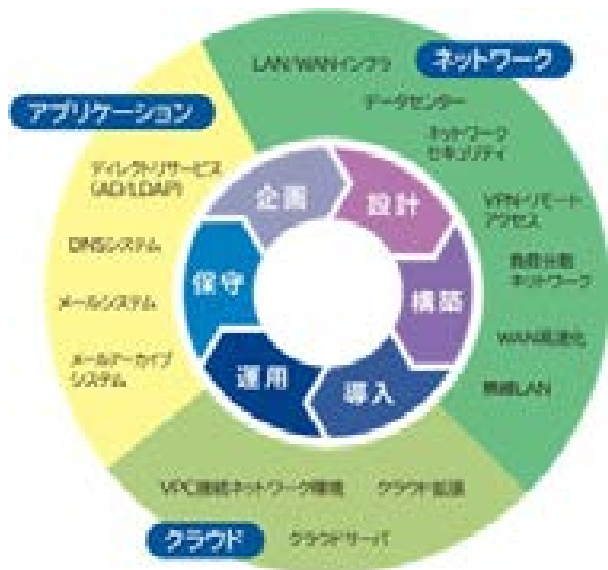 ネットワーク
LAN/WANインフラ
データセンター
ネットワーク
セキュリティ
VPN・リモート
アクセス
負荷分散
ネットワーク
WAN高速化
無線LAN
アプリケーション
ディレクトリサービス
(AD/LDAP)
DNSシステム
メールシステム
メールアーカイブ
システム
企画
設計
構築
導入
運用
保守
VPC接続ネットワーク環境
クラウド拡張
クラウド
クラウドサーバ